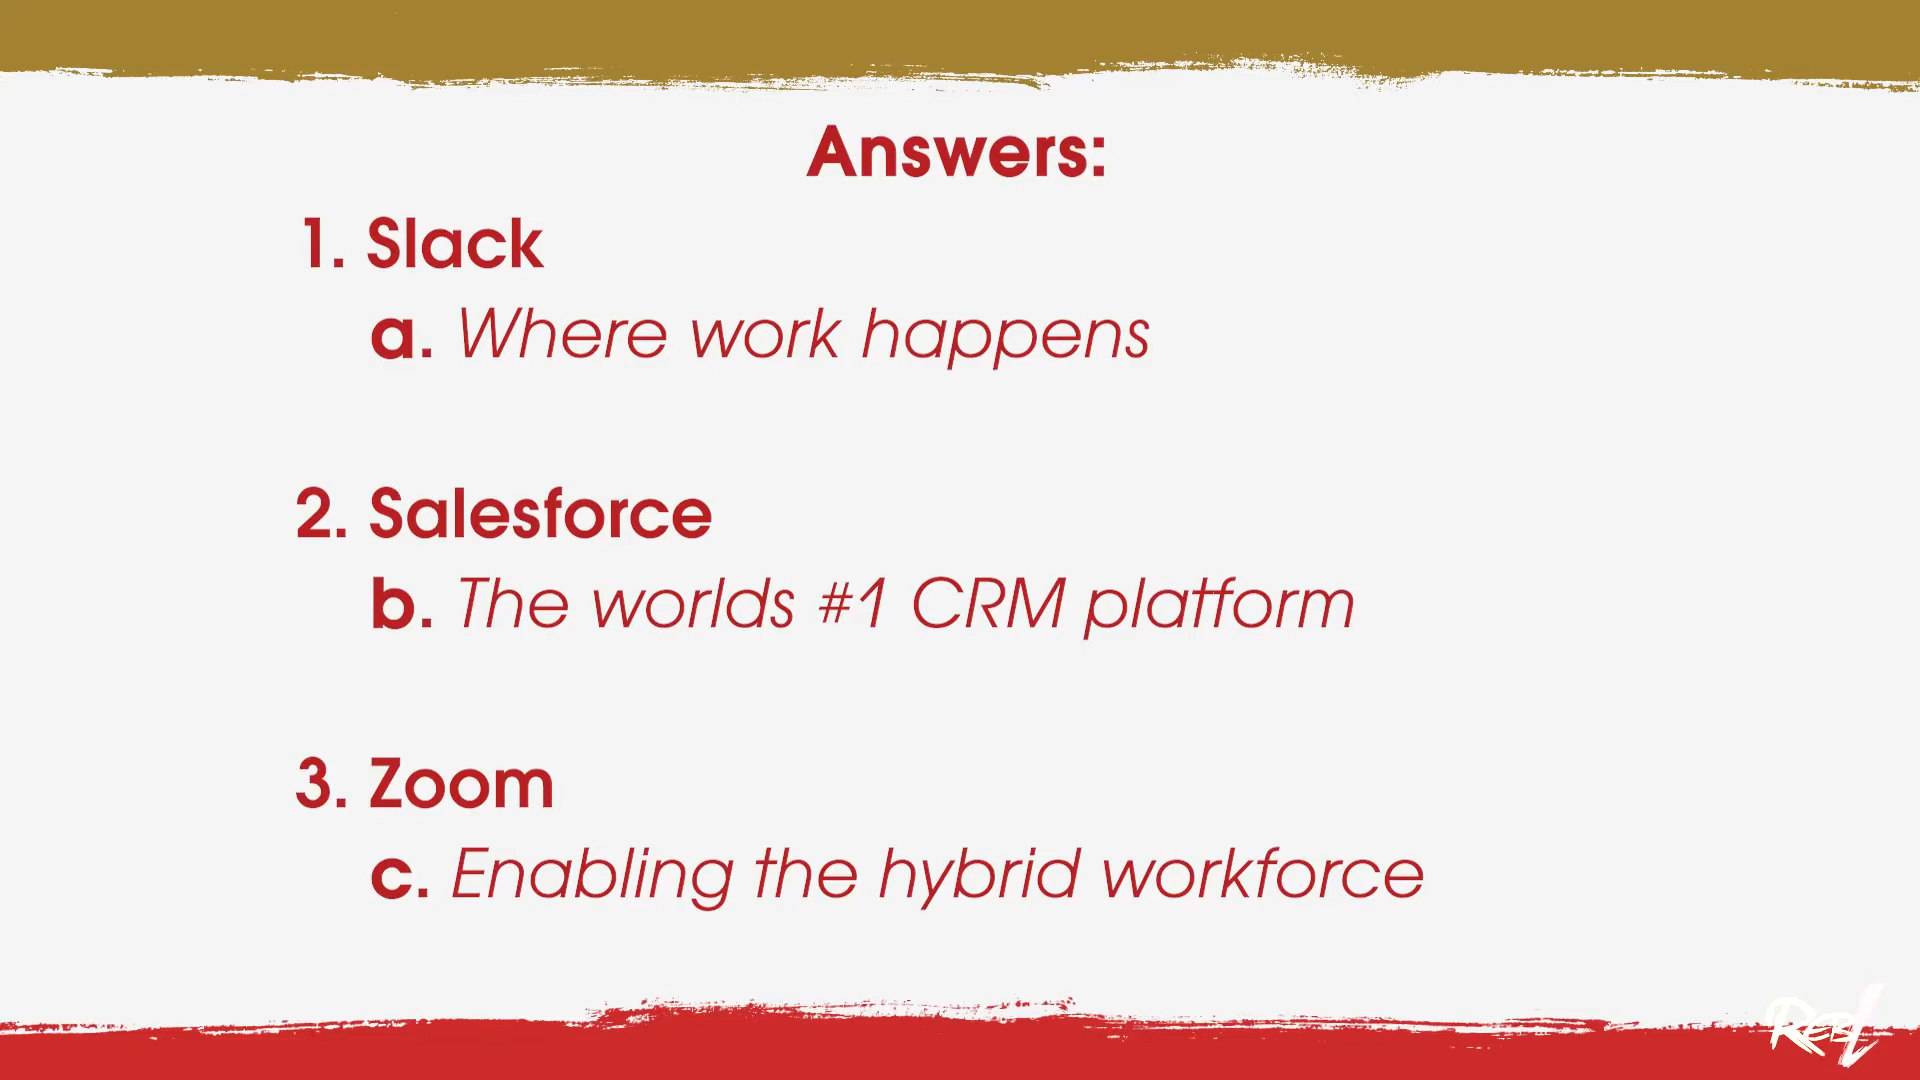 Answers:
1. Slack
a. Where work happens
2. Salesforce
b. The worlds #1 CRM platform
3. Zoom
c. Enabling the hybrid workforce